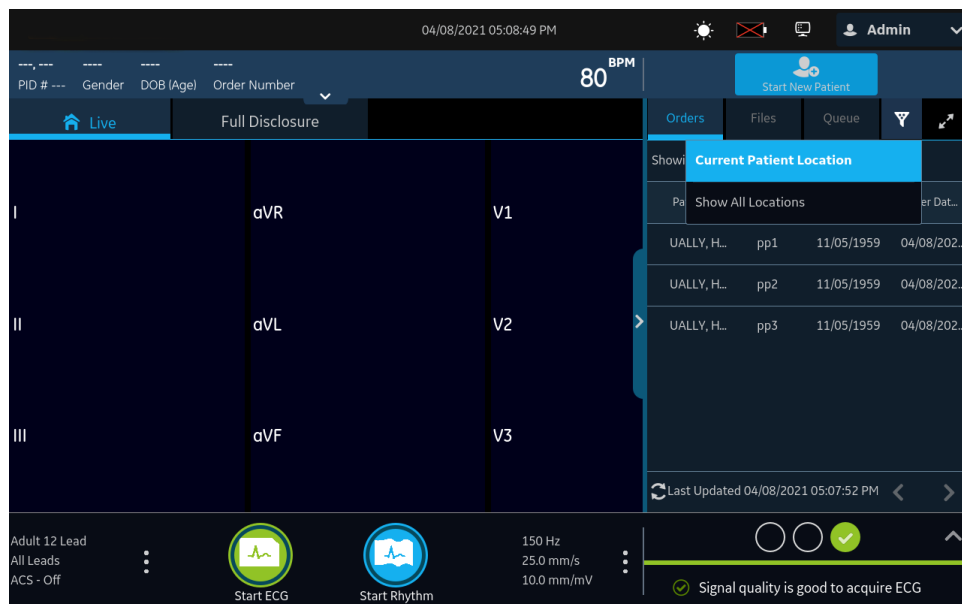 04/08/2021 05:08:49 PM
Admin
---, --- ---- ---- ----
PID # --- Gender DOB (Age) Order Number
80 BPM
Start New Patient
Live Full Disclosure
Orders Files Queue
Showi
Current Patient Location
Pa
Show All Locations
er Dat...
UALLY, H... pp1 11/05/1959 04/08/202..
UALLY, H... pp2 11/05/1959 04/08/202..
UALLY, H... pp3 11/05/1959 04/08/202..
I aVR V1
II aVL V2
III aVF V3
Last Updated 04/08/2021 05:07:52 PM
Adult 12 Lead
All Leads
ACS - Off
Start ECG
Start Rhythm
150 Hz
25.0 mm/s
10.0 mm/mV
Signal quality is good to acquire ECG